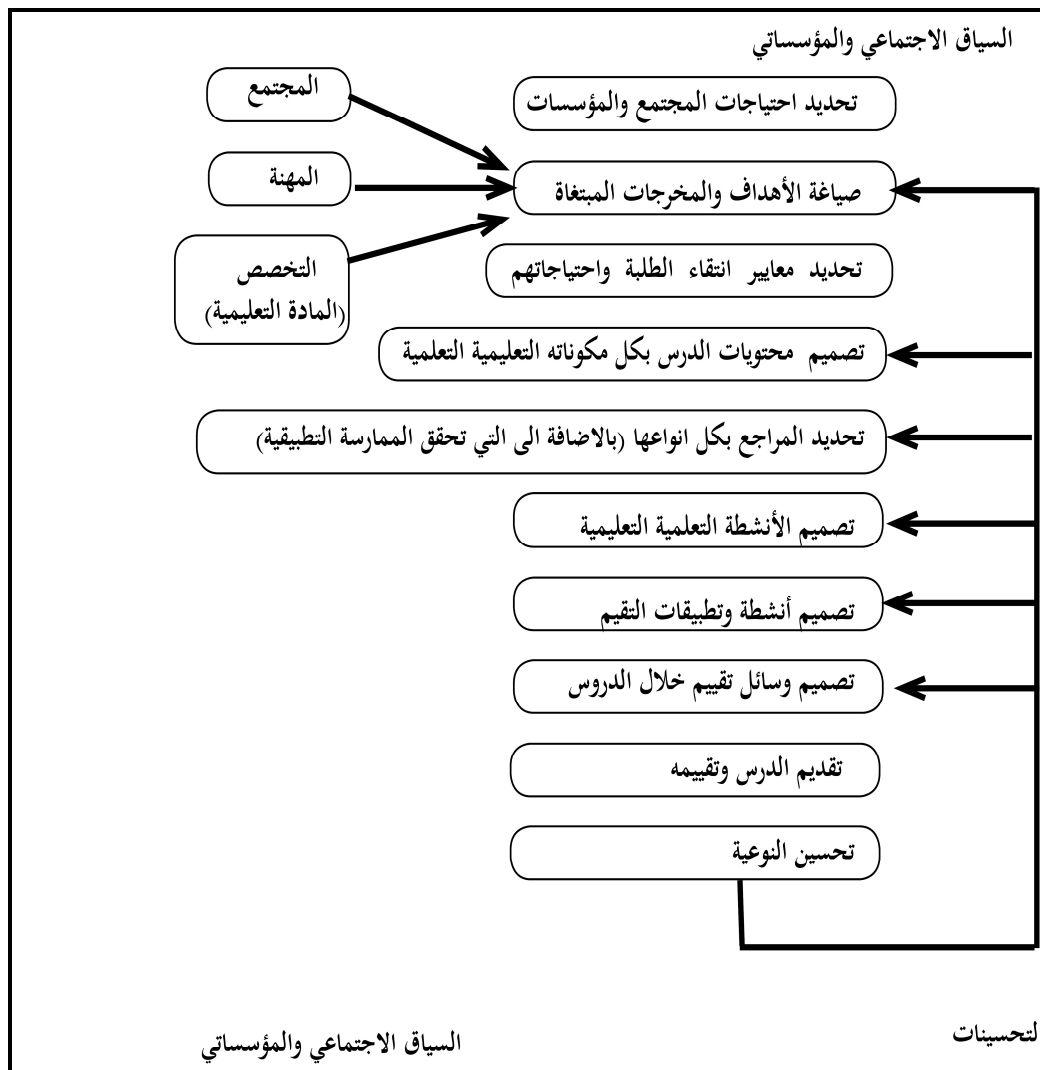 السياق الاجتماعي والمؤسساتي
تحديد احتياجات المجتمع والمؤسسات
المجتمع
صياغة الأهداف والمخرجات المبتغاة
المهنة
تحديد معايير انتقاء الطلبة واحتياجاتهم
التخصص
(المادة التعليمية)
تصميم محتويات الدرس بكل مكوناته التعليمية التعلمية
تحديد المراجع بكل انواعها (بالاضافة الى التي تحقق الممارسة التطبيقية)
تصميم الأنشطة التعلمية التعليمية
تصميم أنشطة وتطبيقات التقيم
تصميم وسائل تقييم خلال الدروس
تقديم الدرس وتقييمه
تحسين النوعية
لتحسينات
السياق الاجتماعي والمؤسساتي